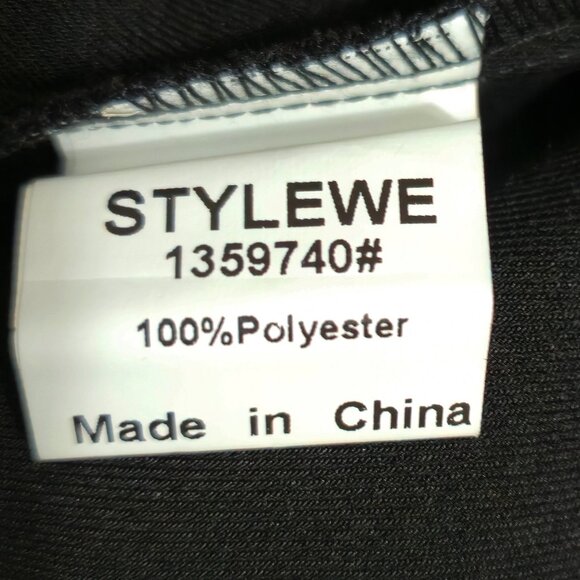 STYLEWE
1359740#
100%Polyester
Made in China